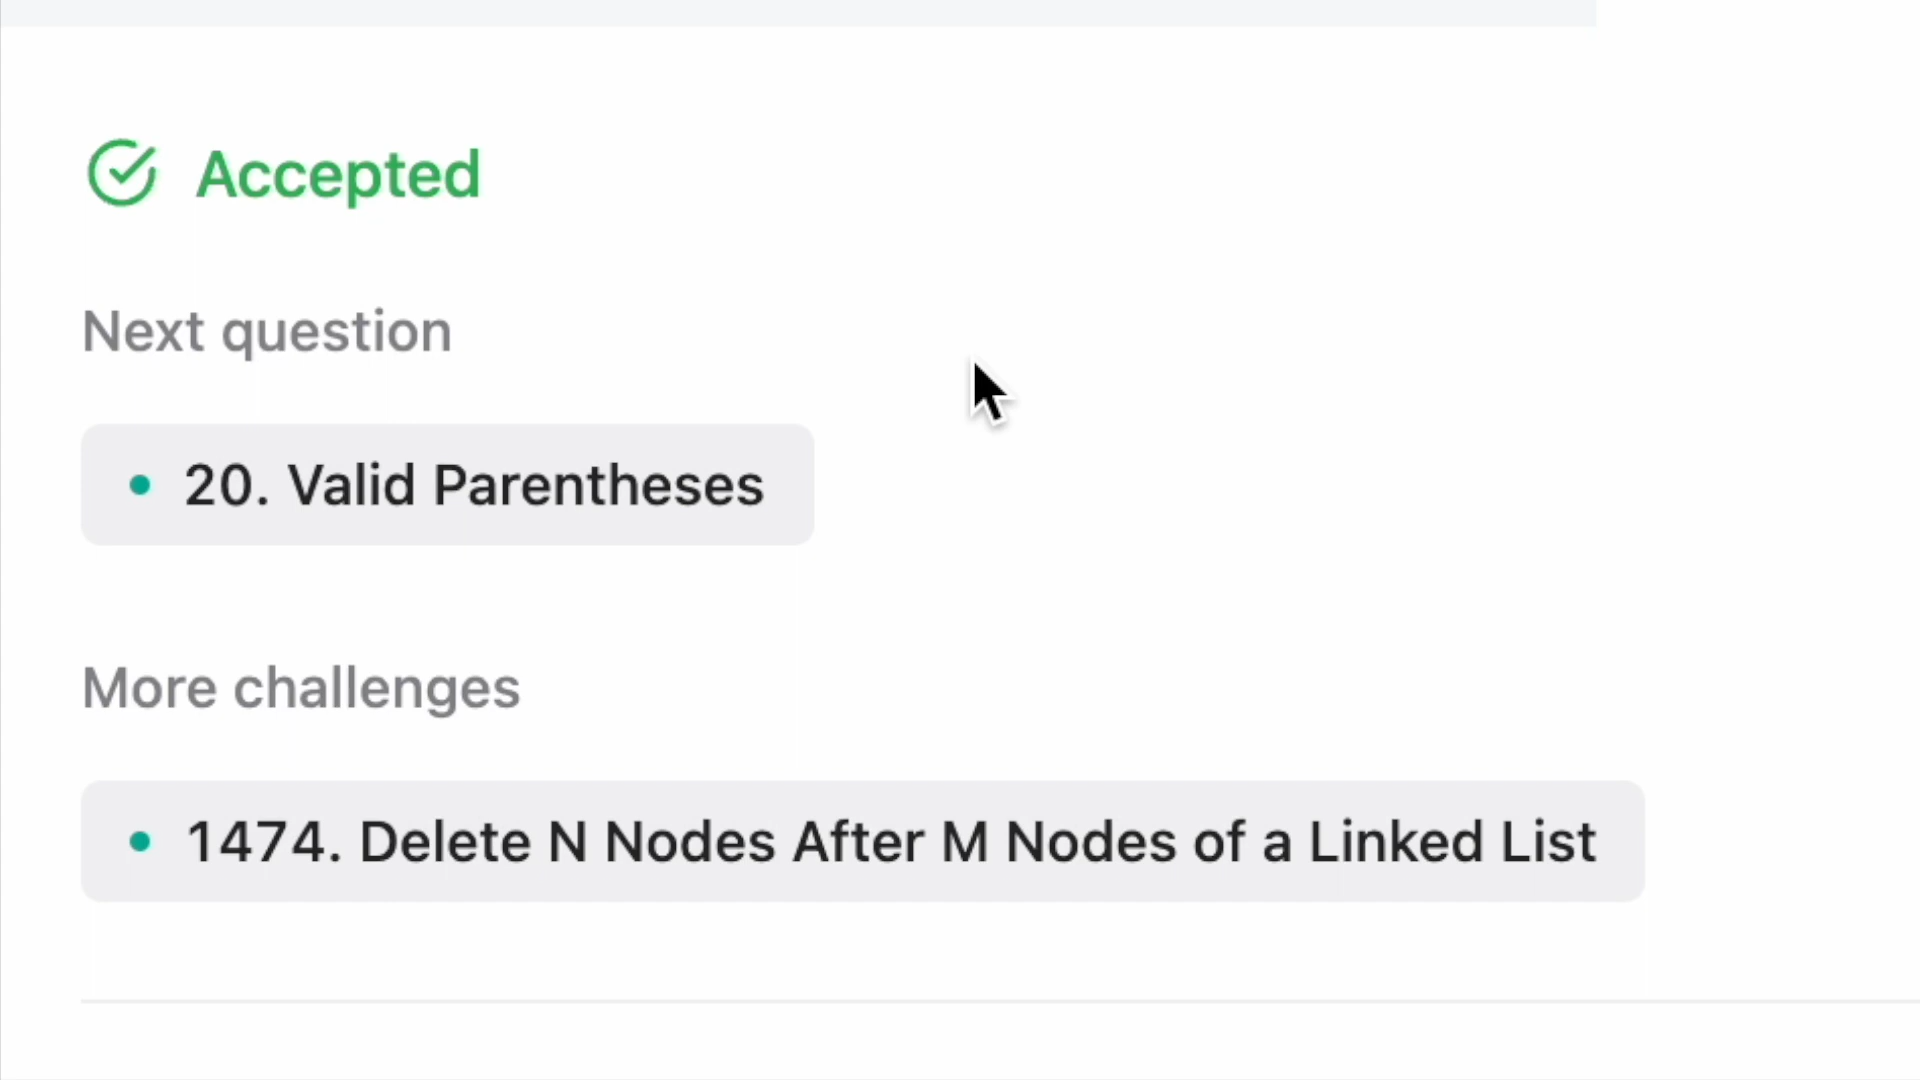 Accepted
Next question
20. Valid Parentheses
More challenges
1474. Delete N Nodes After M Nodes of a Linked List